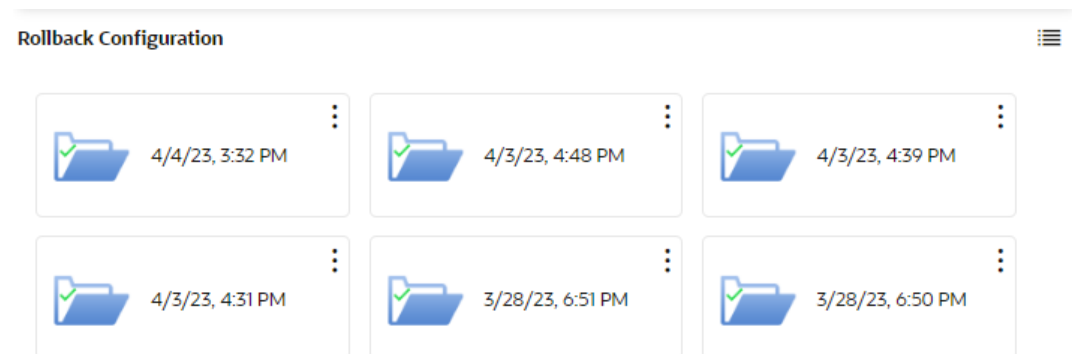 Rollback Configuration
4/4/23, 3:32 PM
4/3/23, 4:48 PM
4/3/23, 4:39 PM
4/3/23, 4:31 PM
3/28/23, 6:51 PM
3/28/23, 6:50 PM